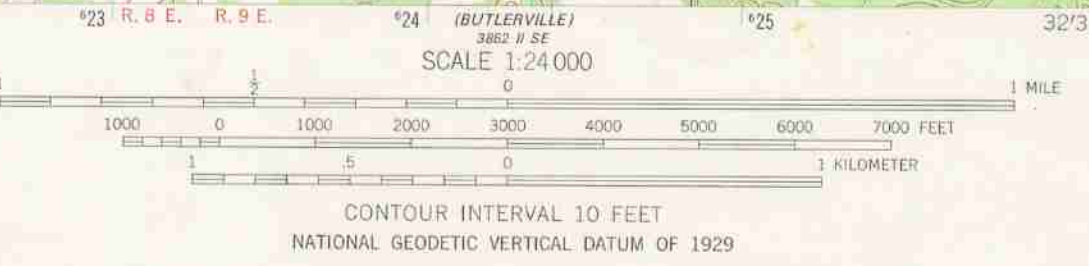 ⁶23 R. 8 E. R. 9 E. ⁶24 (BUTLERVILLE) ⁶25 32'3
3862 II SE
SCALE 1:24 000
1 ½ 0 1 MILE
1000 0 1000 2000 3000 4000 5000 6000 7000 FEET
1 .5 0 1 KILOMETER
CONTOUR INTERVAL 10 FEET
NATIONAL GEODETIC VERTICAL DATUM OF 1929